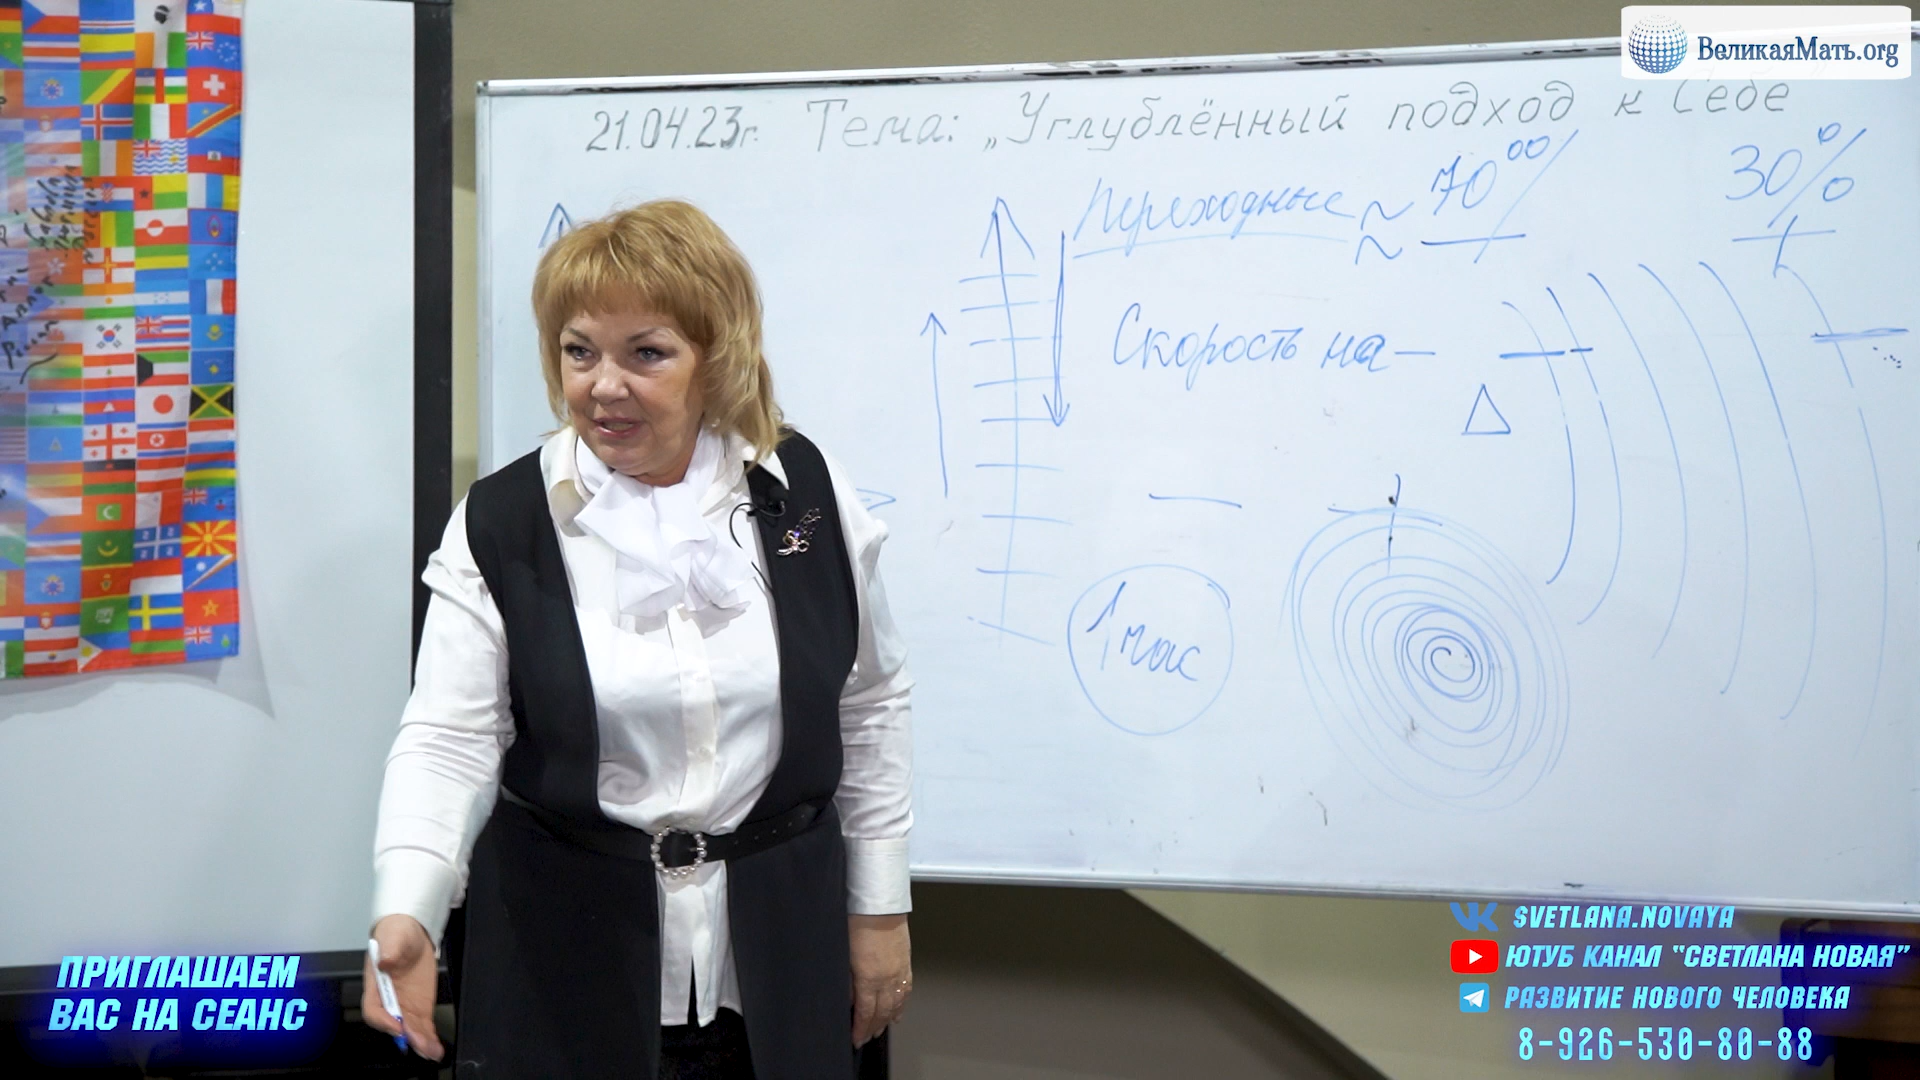 ВеликаяМать.org
21.04.23г. Тема: „Углублённый подход к Себе
Переходные ≈ 70% 30%
Скорость на —
1 час
ПРИГЛАШАЕМ
ВАС НА СЕАНС
SVETLANA.NOVAYA
ЮТУБ КАНАЛ "СВЕТЛАНА НОВАЯ"
РАЗВИТИЕ НОВОГО ЧЕЛОВЕКА
8-926-530-80-88